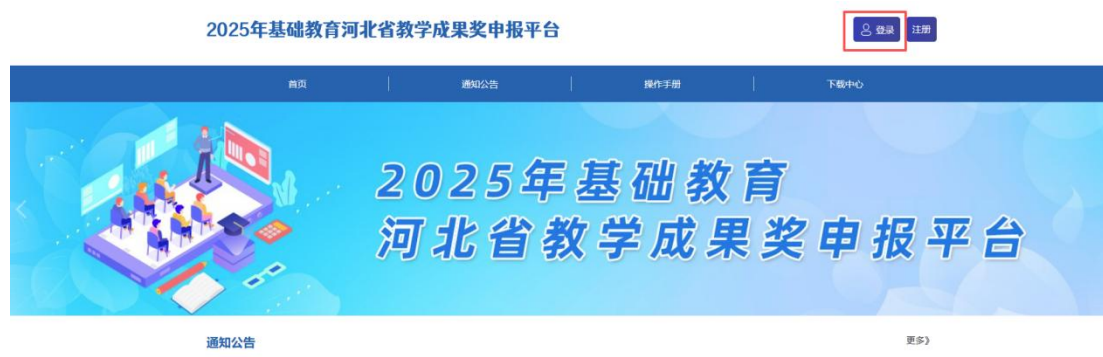 2025年基础教育河北省教学成果奖申报平台
登录 注册
首页 通知公告 操作手册 下载中心
2025年基础教育
河北省教学成果奖申报平台
通知公告 更多》